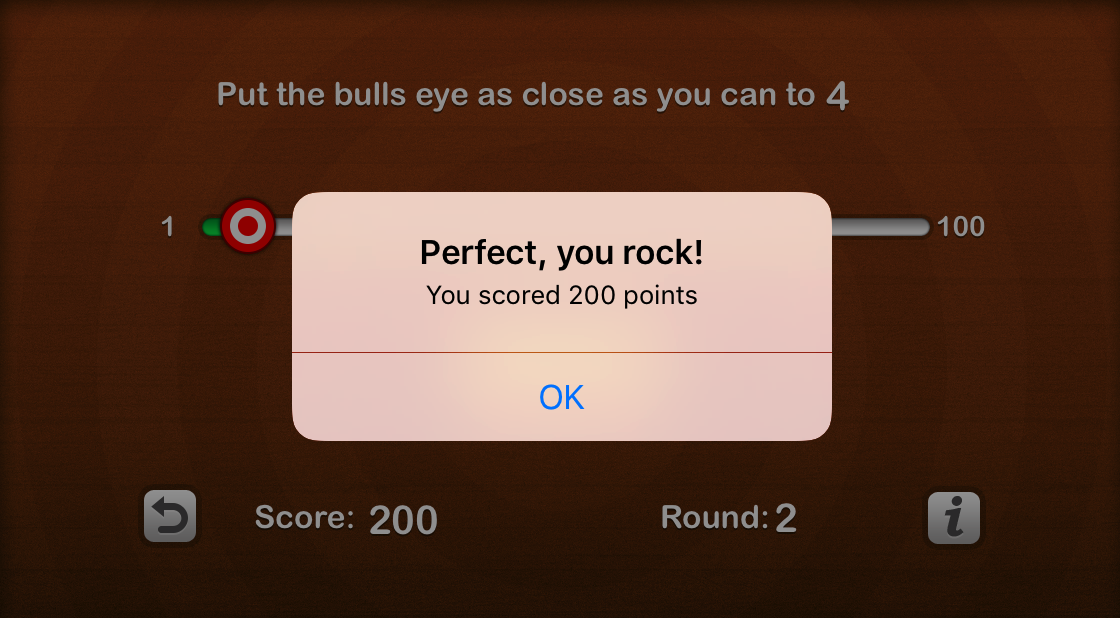 Put the bulls eye as close as you can to 4
1 100
Perfect, you rock!
You scored 200 points
OK
Score: 200 Round: 2 i